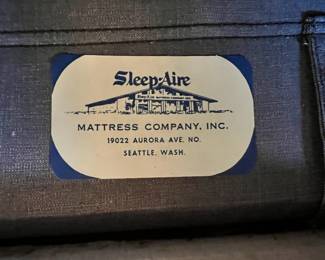 Sleep-Aire
MATTRESS COMPANY, INC.
19022 AURORA AVE. NO.
SEATTLE, WASH.